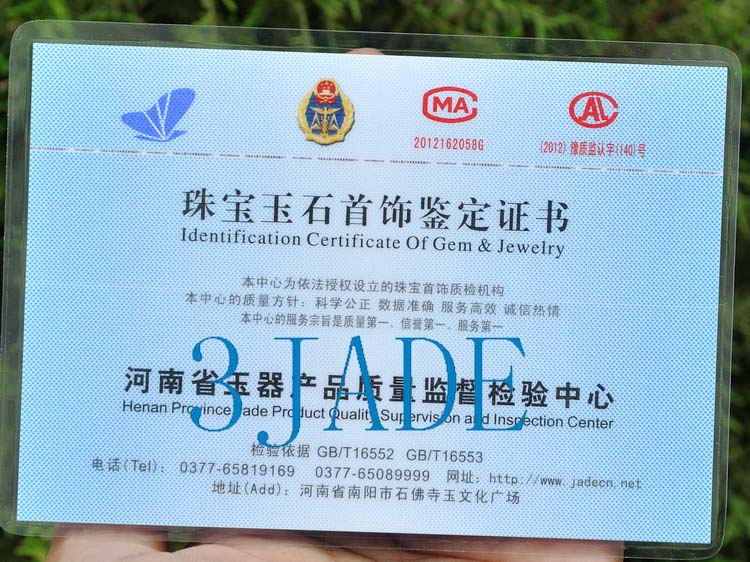 MA
2012162058G
AL
(2012)豫质监认字(140)号
珠宝玉石首饰鉴定证书
Identification Certificate Of Gem & Jewelry
本中心为依法授权设立的珠宝首饰质检机构
本中心的质量方针：科学公正 数据准确 服务高效 诚信热情
本中心的服务宗旨是质量第一、信誉第一、服务第一
3JADE
河南省玉器产品质量监督检验中心
Henan Province Jade Product Quality Supervision and Inspection Center
检验依据 GB/T16552 GB/T16553
电话(Tel): 0377-65819169 0377-65089999 网址: http://www.jadecn.net
地址(Add): 河南省南阳市石佛寺玉文化广场